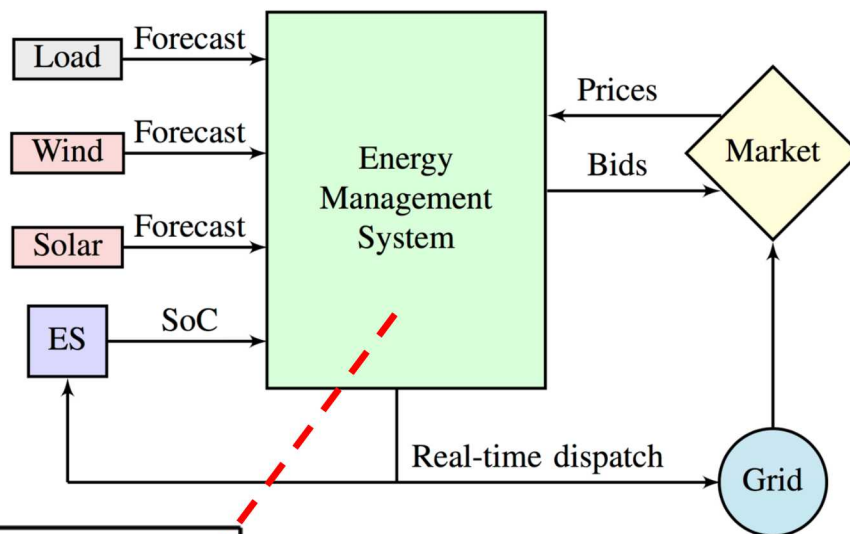 Load
Forecast
Wind
Forecast
Solar
Forecast
ES
SoC
Energy
Management
System
Prices
Bids
Market
Real-time dispatch
Grid